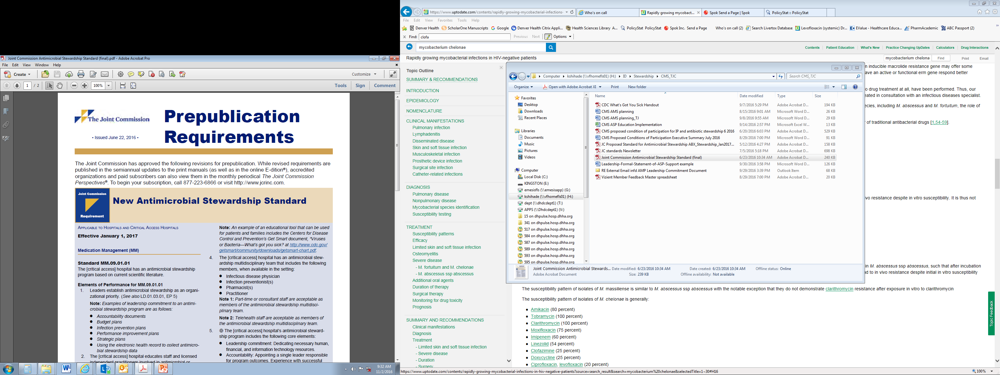 Joint Commission Antimicrobial Stewardship Standard (final).pdf - Adobe Acrobat Pro
File Edit View Window Help
Create
Customize
1 / 2
100%
Tools Sign Comment
The Joint Commission
Prepublication
Requirements
• Issued June 22, 2016 •
The Joint Commission has approved the following revisions for prepublication. While revised requirements are
published in the semiannual updates to the print manuals (as well as in the online E-dition®), accredited
organizations and paid subscribers can also view them in the monthly periodical The Joint Commission
Perspectives®. To begin your subscription, call 877-223-6866 or visit http://www.jcrinc.com.
Joint Commission
Requirement
New Antimicrobial Stewardship Standard
APPLICABLE TO HOSPITALS AND CRITICAL ACCESS HOSPITALS
Effective January 1, 2017
Medication Management (MM)
Standard MM.09.01.01
The [critical access] hospital has an antimicrobial stewardship
program based on current scientific literature.
Elements of Performance for MM.09.01.01
1. Leaders establish antimicrobial stewardship as an organi-
zational priority. (See also LD.01.03.01, EP 5)
Note: Examples of leadership commitment to an antimi-
crobial stewardship program are as follows:
● Accountability documents
● Budget plans
● Infection prevention plans
● Performance improvement plans
● Strategic plans
● Using the electronic health record to collect antimicro-
bial stewardship data
2. The [critical access] hospital educates staff and licensed
independent practitioners involved in antimicrobial or
Note: An example of an educational tool that can be used
for patients and families includes the Centers for Disease
Control and Prevention's Get Smart document, "Viruses
or Bacteria—What's got you sick? at http://www.cdc.gov/
getsmart/community/downloads/getsmart-chart.pdf.
4. The [critical access] hospital has an antimicrobial stew-
ardship multidisciplinary team that includes the following
members, when available in the setting:
● Infectious disease physician
● Infection preventionist(s)
● Pharmacist(s)
● Practitioner
Note 1: Part-time or consultant staff are acceptable as
members of the antimicrobial stewardship multidisci-
plinary team.
Note 2: Telehealth staff are acceptable as members of
the antimicrobial stewardship multidisciplinary team.
5. Ⓓ The [critical access] hospital's antimicrobial steward-
ship program includes the following core elements:
● Leadership commitment: Dedicating necessary human,
financial, and information technology resources.
● Accountability: Appointing a single leader responsible
for program outcomes. Experience with successful
9:32 AM
11/2/2016
https://www.uptodate.com/contents/rapidly-growing-mycobacterial-infections-
Who's on call
Rapidly growing mycobact...
Spok Send a Page | Spok
PolicyStat :: PolicyStat
File Edit View Favorites Tools Help
Denver Health ScholarOne Manuscripts Google Denver Health Citrix Appli... Health Sciences Library A... PolicyStat PolicyStat Spok Inc. Send a Page Who's on call (2) Search Livertox Database Levofloxacin (systemic) Dr... EValue - Healthcare Educa... PharmAcademic ABC Passport (2)
Find: clofa Previous Next Options
mycobacterium chelonae
Contents Patient Education What's New Practice Changing UpDates Calculators Drug Interactions
Rapidly growing mycobacterial infections in HIV-negative patients
mycobacterium chelona Find Print Email
Topic Outline
SUMMARY & RECOMMENDATIONS
INTRODUCTION
EPIDEMIOLOGY
NOMENCLATURE
CLINICAL MANIFESTATIONS
Pulmonary infection
Lymphadenitis
Disseminated disease
Skin and soft tissue infection
Musculoskeletal infection
Prosthetic device infection
Surgical site infection
Catheter-related infections
DIAGNOSIS
Pulmonary disease
Nonpulmonary disease
Mycobacterial species identification
Susceptibility testing
TREATMENT
Susceptibility patterns
Efficacy
Limited skin and soft tissue infection
Osteomyelitis
Severe disease
- M. fortuitum and M. chelonae
- M. abscessus ssp abscessus
Additional oral agents
Duration of therapy
Surgical therapy
Monitoring for drug toxicity
Prognosis
SUMMARY AND RECOMMENDATIONS
Clinical manifestations
Diagnosis
Treatment
- Limited skin and soft tissue infection
- Severe disease
- Duration
- Surgery
Computer kshihade (\\vfhomefls01) (H:) ID Stewardship CMS_TJC
Search CMS_TJC
Organize Open with Adobe Acrobat XI Print New folder
Favorites
Desktop
Downloads
Recent Places
Libraries
Documents
Music
Pictures
Videos
Computer
Local Disk (C:)
KINGSTON (E:)
emesisfls (\\emesisapp) (G:)
kshihade (\\vfhomefls01) (H:)
dept (\\dhdcdept1) (T:)
APPS (\\Dhdcdept1) (V:)
15 on dhpulse.hosp.dhha.org
341 on dhpulse.hosp.dhha.org
517 on dhpulse.hosp.dhha.org
584 on dhpulse.hosp.dhha.org
587 on dhpulse.hosp.dhha.org
589 on dhpulse.hosp.dhha.org
593 on dhpulse.hosp.dhha.org
595 on dhpulse.hosp.dhha.org
Name Date modified Type Size
CDC What's Got You Sick Handout 9/7/2016 5:29 PM Adobe Acrobat D... 194 KB
CMS AMS planning 8/15/2016 9:01 AM Microsoft Word D... 26 KB
CMS AMS planning_TJ 9/8/2016 9:55 AM Microsoft Word D... 29 KB
CMS ASP Education Implementation 9/14/2016 2:57 PM Microsoft Excel W... 13 KB
CMS proposed condition of participation for IP and antibiotic stewardship 6 2016 6/20/2016 6:03 PM Adobe Acrobat D... 529 KB
CMS Proposed Conditions of Participation Executive Summary July 2016 8/29/2016 7:00 PM Microsoft Word D... 91 KB
JC Proposed Standard for Antimicrobial Stewardship ABX_Stewardship_Jan2017... 5/12/2016 4:27 PM Adobe Acrobat D... 158 KB
JC standards Newsletter 7/5/2016 5:18 PM Adobe Acrobat D... 698 KB
Joint Commission Antimicrobial Stewardship Standard (final) 6/23/2016 10:34 AM Adobe Acrobat D... 240 KB
Leadership-Formal-Statement-of-ASP-Support example 9/30/2016 3:58 PM Microsoft Word D... 126 KB
RE External Email infd AMP Leadership Commitment Document 9/29/2016 3:39 PM Outlook Item 68 KB
Vizient Member Feedback Master spreadsheet 8/29/2016 7:00 PM Adobe Acrobat D... 20 KB
Joint Commission Antimicrobial Stewards... Date modified: 6/23/2016 10:34 AM Date created: 6/23/2016 10:34 AM Offline status: Online
Adobe Acrobat Document Size: 239 KB Offline availability: Not available
n inducible macrolide resistance gene may offer some
ave an active or functional erm gene respond better
o drug treatment at all, have been performed. Thus, our
eated in consultation with an infectious diseases specialist.
ecies, including M. abscessus and M. fortuitum, the role of
of traditional antibacterial drugs [1,54-59].
vo resistance despite in vitro susceptibility. It is thus not
in M. abscessus ssp abscessus, such that after incubation
ad to in vivo resistance despite initial in vitro susceptibility
The susceptibility pattern of isolates of M. massiliense is similar to M. abscessus ssp abscessus with the notable exception that they do not demonstrate clarithromycin resistance after exposure in vitro to clarithromycin
The susceptibility pattern of isolates of M. chelonae is generally:
● Amikacin (80 percent)
● Tobramycin (100 percent)
● Clarithromycin (100 percent)
● Moxifloxacin (75 percent)
● Imipenem (60 percent)
● Linezolid (54 percent)
● Clofazimine (25 percent)
● Doxycycline (25 percent)
● Ciprofloxacin, levofloxacin (20 percent)
Topic Feedback
https://www.uptodate.com/contents/rapidly-growing-mycobacterial-infections-in-hiv-negative-patients?source=search_result&search=mycobacterium%20chelonae&selectedTitle=1~30#H16
100%